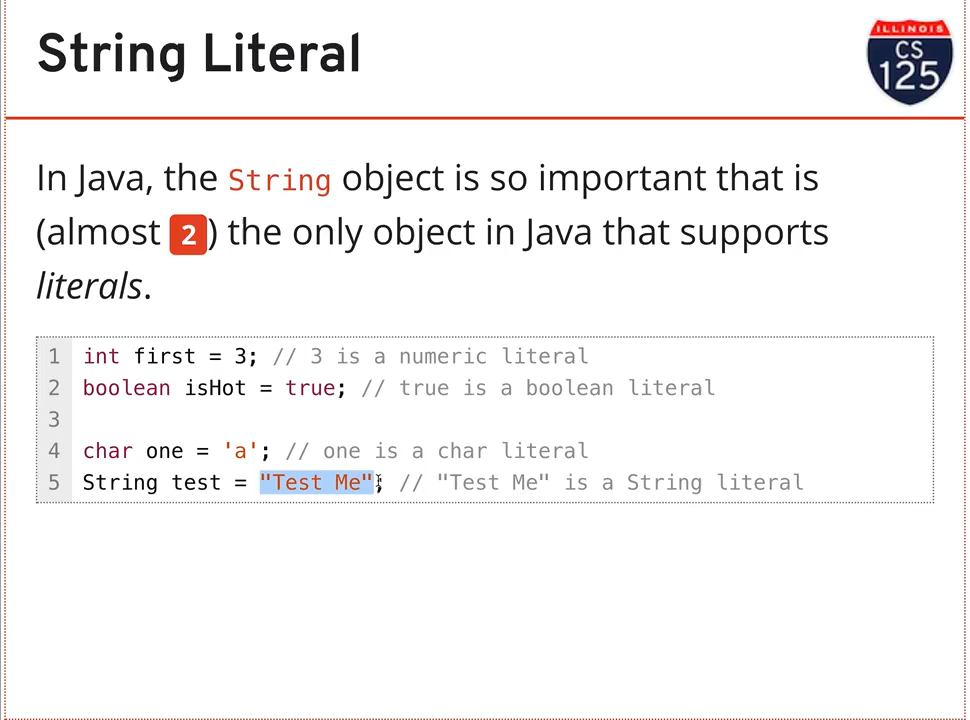 String Literal
ILLINOIS
CS
125
In Java, the String object is so important that is
(almost 2) the only object in Java that supports
literals.
1 int first = 3; // 3 is a numeric literal
2 boolean isHot = true; // true is a boolean literal
3
4 char one = 'a'; // one is a char literal
5 String test = "Test Me"; // "Test Me" is a String literal